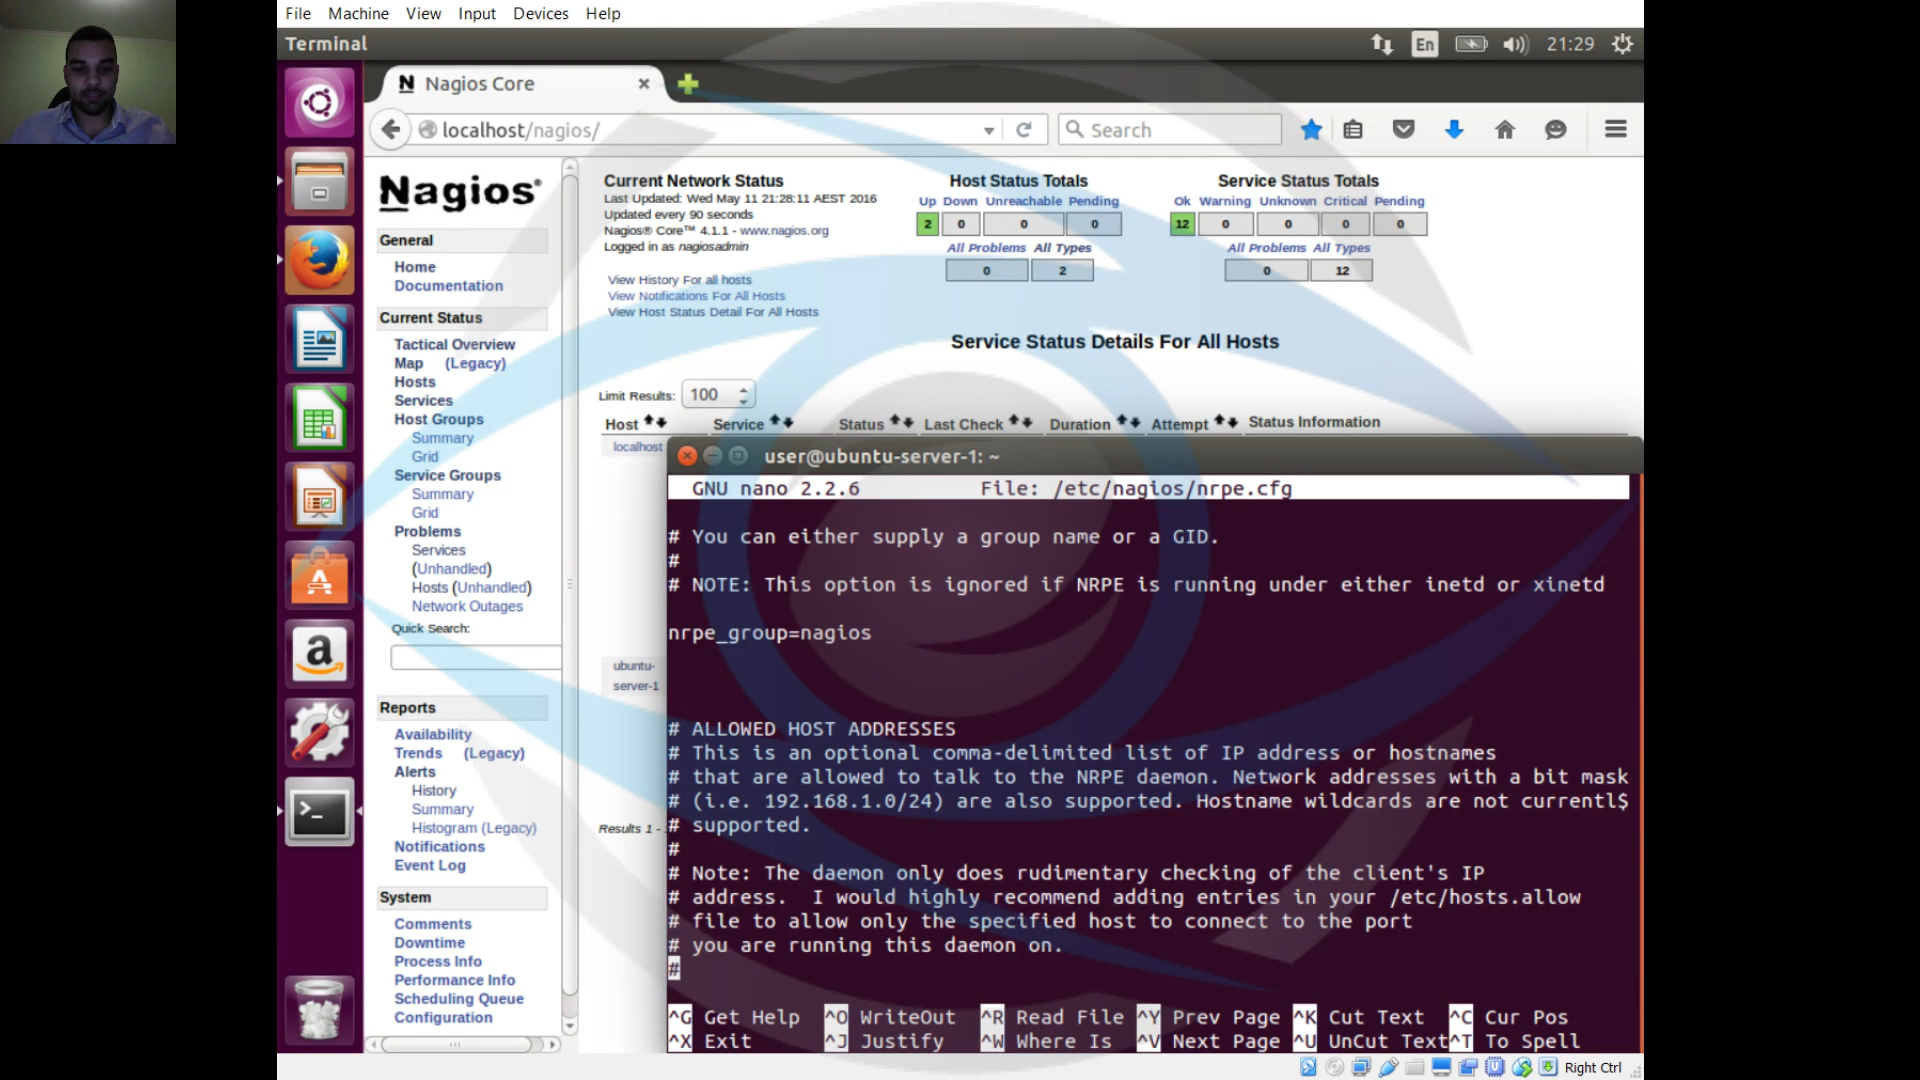 File Machine View Input Devices Help
Terminal
En
21:29
N Nagios Core
localhost/nagios/
Search
Nagios®
General
Home
Documentation
Current Status
Tactical Overview
Map (Legacy)
Hosts
Services
Host Groups
Summary
Grid
Service Groups
Summary
Grid
Problems
Services
(Unhandled)
Hosts (Unhandled)
Network Outages
Quick Search:
Reports
Availability
Trends (Legacy)
Alerts
History
Summary
Histogram (Legacy)
Notifications
Event Log
System
Comments
Downtime
Process Info
Performance Info
Scheduling Queue
Configuration
Current Network Status
Last Updated: Wed May 11 21:28:11 AEST 2016
Updated every 90 seconds
Nagios® Core™ 4.1.1 - www.nagios.org
Logged in as nagiosadmin
View History For all hosts
View Notifications For All Hosts
View Host Status Detail For All Hosts
Host Status Totals
Up Down Unreachable Pending
2 0 0 0
All Problems All Types
0 2
Service Status Totals
Ok Warning Unknown Critical Pending
12 0 0 0 0
All Problems All Types
0 12
Service Status Details For All Hosts
Limit Results: 100
Host Service Status Last Check Duration Attempt Status Information
localhost
ubuntu-
server-1
Results 1 -
user@ubuntu-server-1: ~
GNU nano 2.2.6 File: /etc/nagios/nrpe.cfg
# You can either supply a group name or a GID.
#
# NOTE: This option is ignored if NRPE is running under either inetd or xinetd
nrpe_group=nagios
# ALLOWED HOST ADDRESSES
# This is an optional comma-delimited list of IP address or hostnames
# that are allowed to talk to the NRPE daemon. Network addresses with a bit mask
# (i.e. 192.168.1.0/24) are also supported. Hostname wildcards are not currentl$
# supported.
#
# Note: The daemon only does rudimentary checking of the client's IP
# address.  I would highly recommend adding entries in your /etc/hosts.allow
# file to allow only the specified host to connect to the port
# you are running this daemon on.
#
^G Get Help ^O WriteOut ^R Read File ^Y Prev Page ^K Cut Text ^C Cur Pos
^X Exit ^J Justify ^W Where Is ^V Next Page ^U UnCut Text ^T To Spell
Right Ctrl